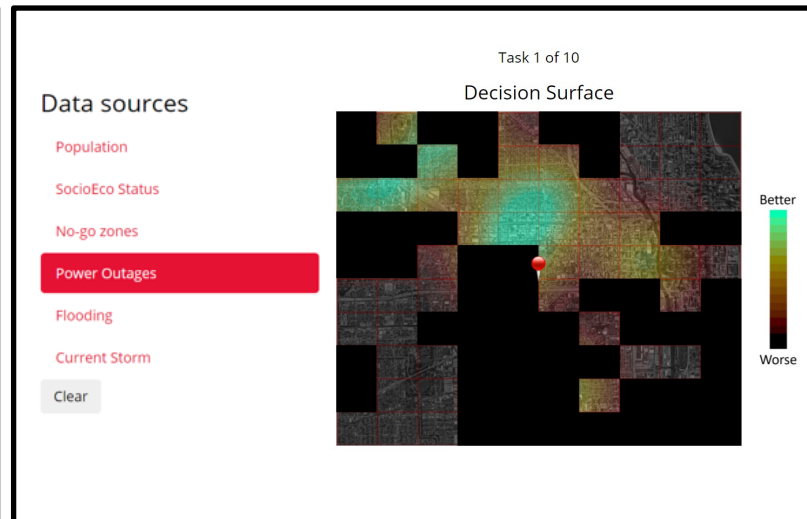 Task 1 of 10
Data sources
Decision Surface
Population
SocioEco Status
No-go zones
Power Outages
Flooding
Current Storm
Clear
Better
Worse